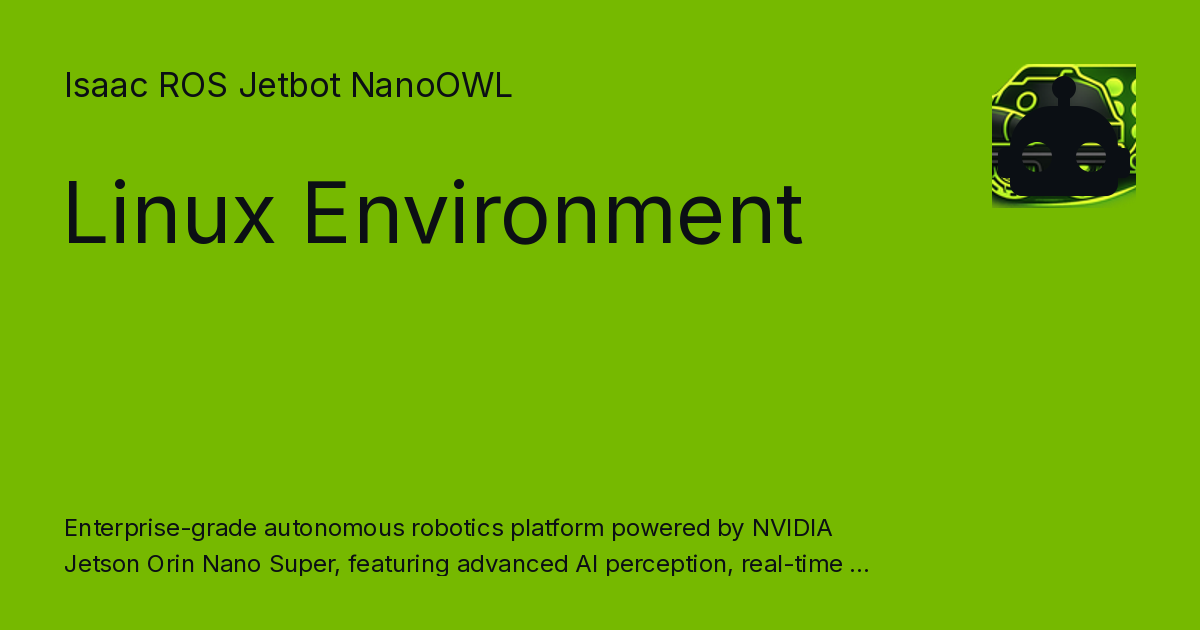 Isaac ROS Jetbot NanoOWL
Linux Environment
Enterprise-grade autonomous robotics platform powered by NVIDIA
Jetson Orin Nano Super, featuring advanced AI perception, real-time ...